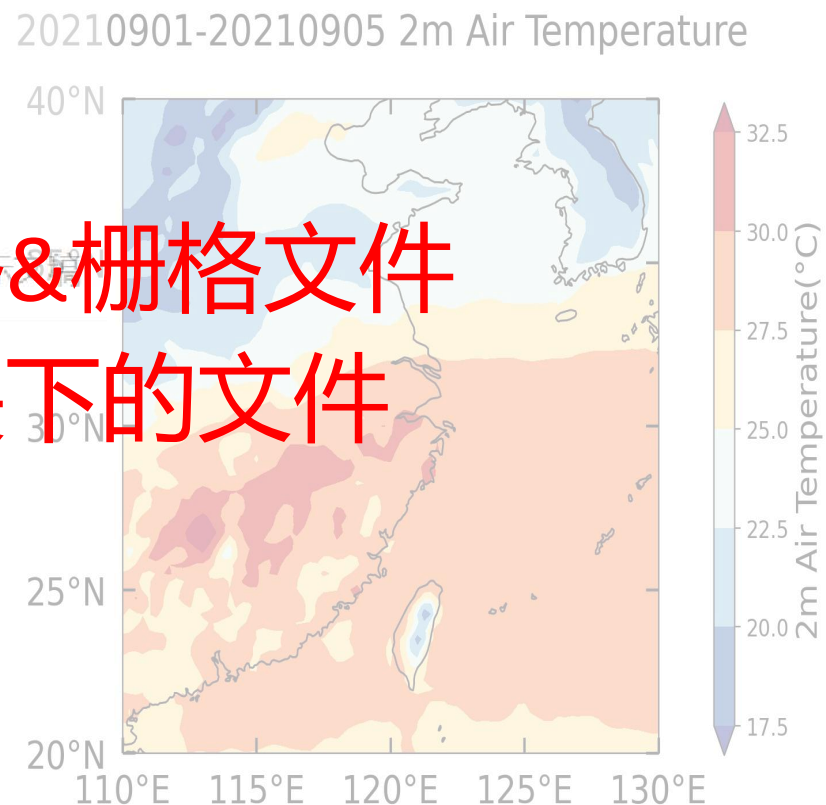 20210901-20210905 2m Air Temperature
40°N
32.5
30.0
&栅格文件
27.5
下的文件
30°N
25.0
2m Air Temperature(°C)
22.5
25°N
20.0
17.5
20°N
110°E 115°E 120°E 125°E 130°E